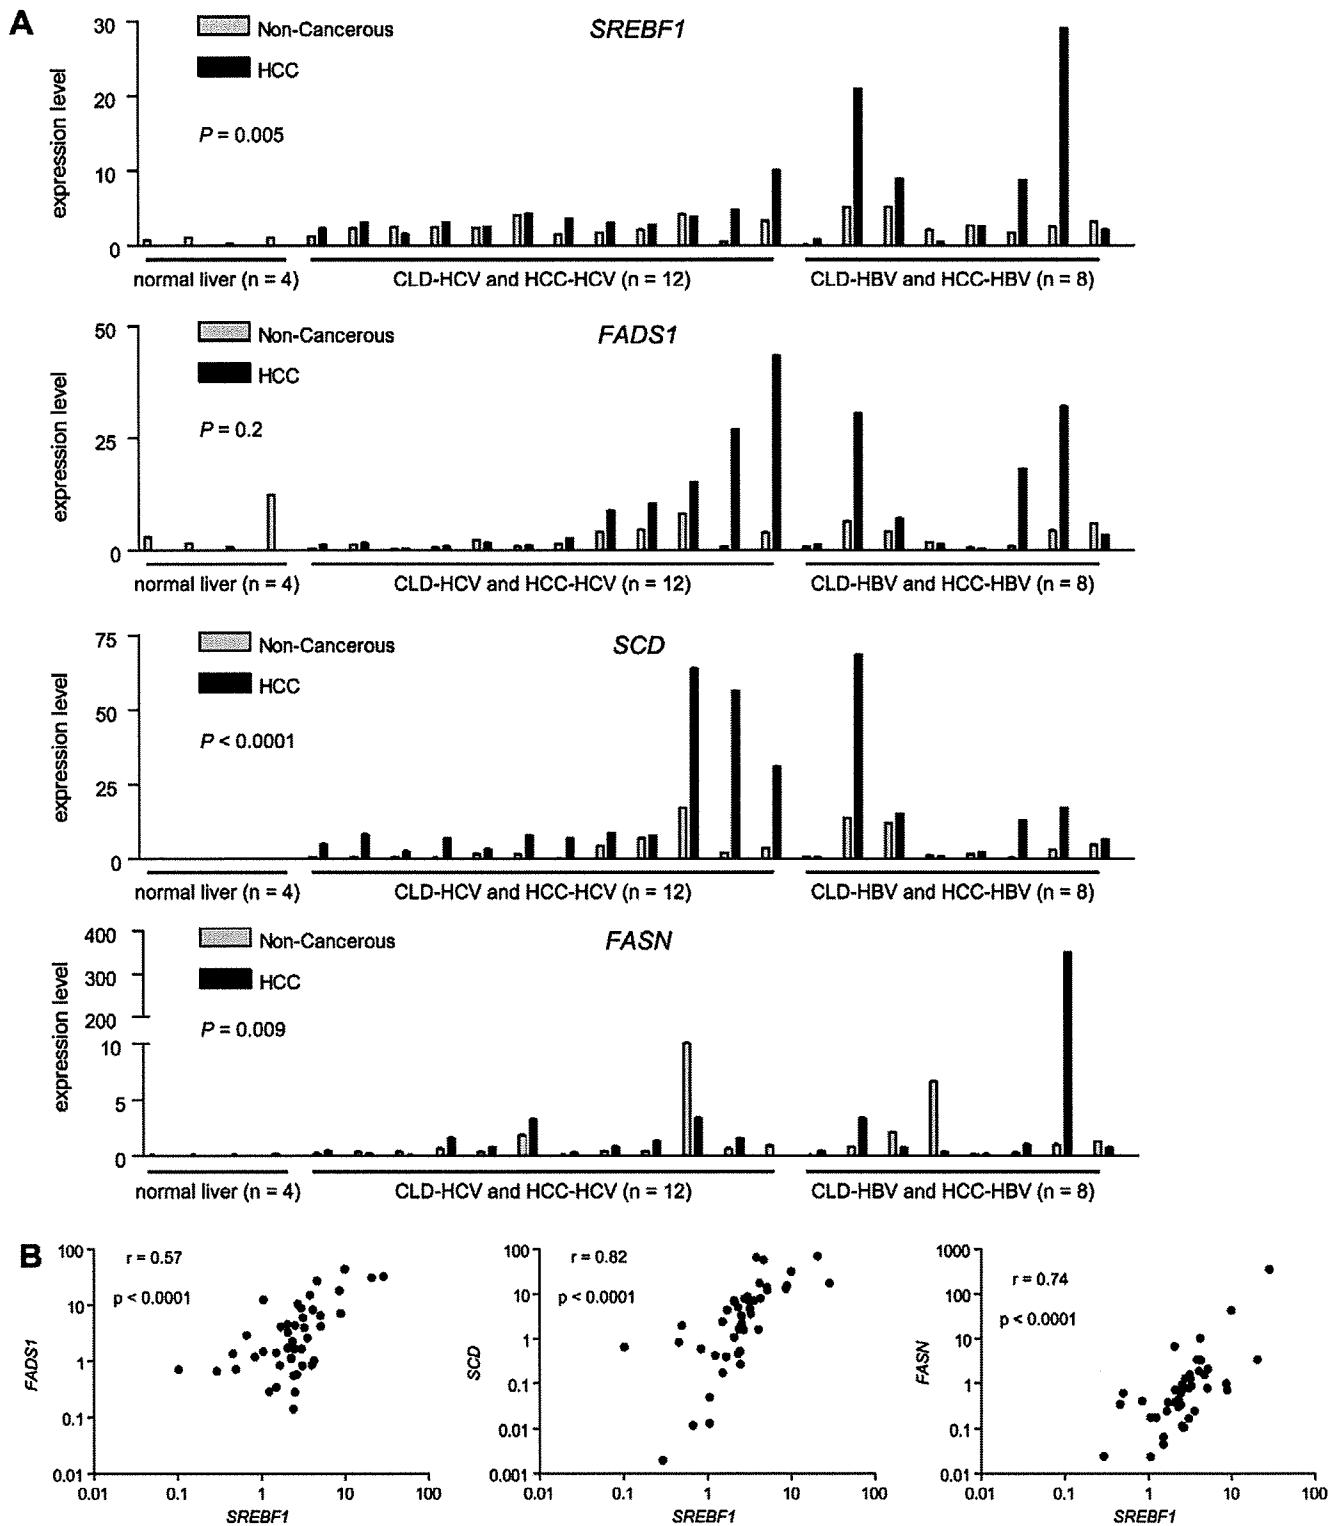 A
SREBF1
Non-Cancerous
HCC
P = 0.005
expression level
30
20
10
0
normal liver (n = 4)
CLD-HCV and HCC-HCV (n = 12)
CLD-HBV and HCC-HBV (n = 8)
FADS1
Non-Cancerous
HCC
P = 0.2
expression level
50
25
0
normal liver (n = 4)
CLD-HCV and HCC-HCV (n = 12)
CLD-HBV and HCC-HBV (n = 8)
SCD
Non-Cancerous
HCC
P < 0.0001
expression level
75
50
25
0
normal liver (n = 4)
CLD-HCV and HCC-HCV (n = 12)
CLD-HBV and HCC-HBV (n = 8)
FASN
Non-Cancerous
HCC
P = 0.009
expression level
400
300
200
10
5
0
normal liver (n = 4)
CLD-HCV and HCC-HCV (n = 12)
CLD-HBV and HCC-HBV (n = 8)
B
r = 0.57
p < 0.0001
FADS1
100
10
1
0.1
0.01
0.01 0.1 1 10 100
SREBF1
r = 0.82
p < 0.0001
SCD
100
10
1
0.1
0.01
0.001
0.01 0.1 1 10 100
SREBF1
r = 0.74
p < 0.0001
FASN
1000
100
10
1
0.1
0.01
0.01 0.1 1 10 100
SREBF1